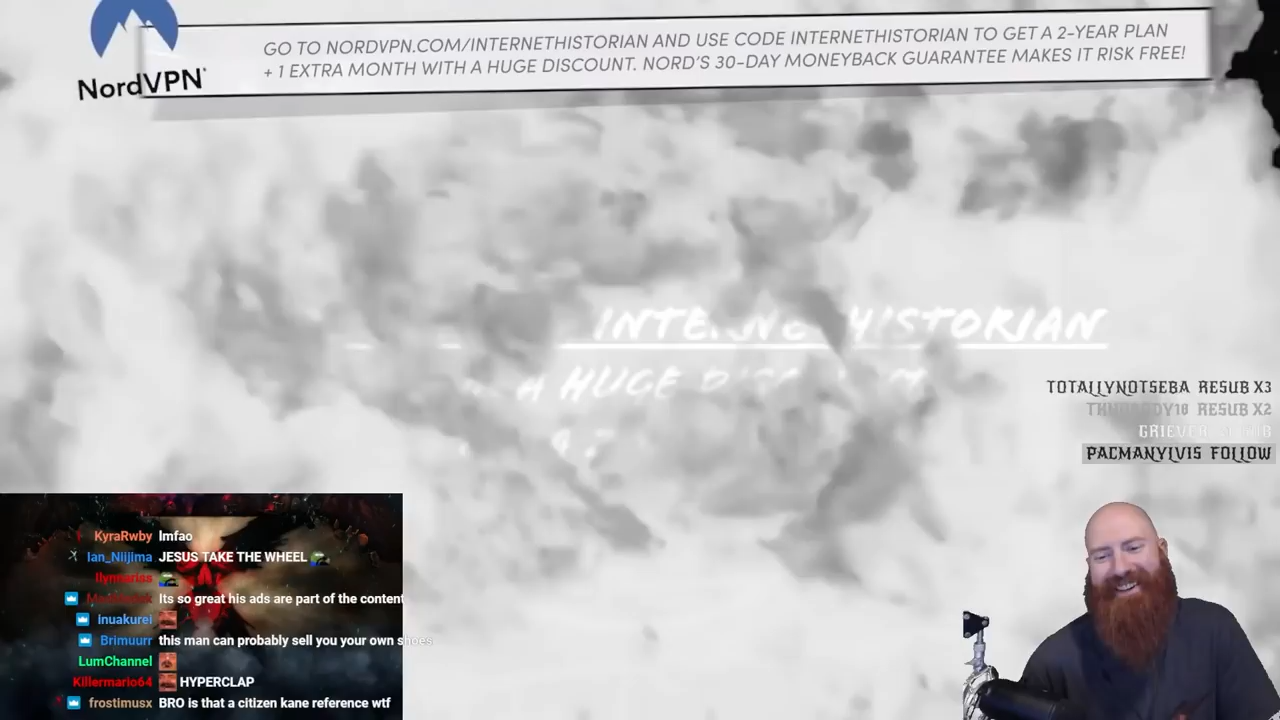 GO TO NORDVPN.COM/INTERNETHISTORIAN AND USE CODE INTERNETHISTORIAN TO GET A 2-YEAR PLAN
+ 1 EXTRA MONTH WITH A HUGE DISCOUNT. NORD'S 30-DAY MONEYBACK GUARANTEE MAKES IT RISK FREE!
NordVPN
HISTORIAN
A HUGE
TOTALLYNOTSEBA RESUB X3
RESUB X2
PACMANYLVIS FOLLOW
KyraRwby lmfao
Ian_Niijima JESUS TAKE THE WHEEL
Its so great his ads are part of the content
inuakurei
Brimuurr this man can probably sell you your own shoes
LumChannel
Killermario64 HYPERCLAP
frostimusx BRO is that a citizen kane reference wtf